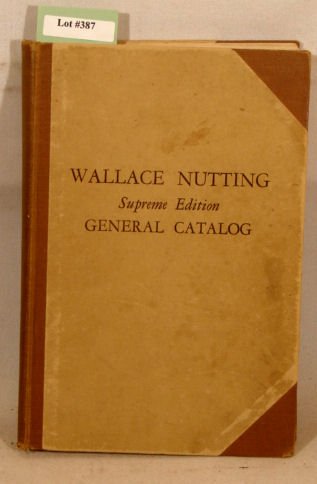 Lot #387
WALLACE NUTTING
Supreme Edition
GENERAL CATALOG